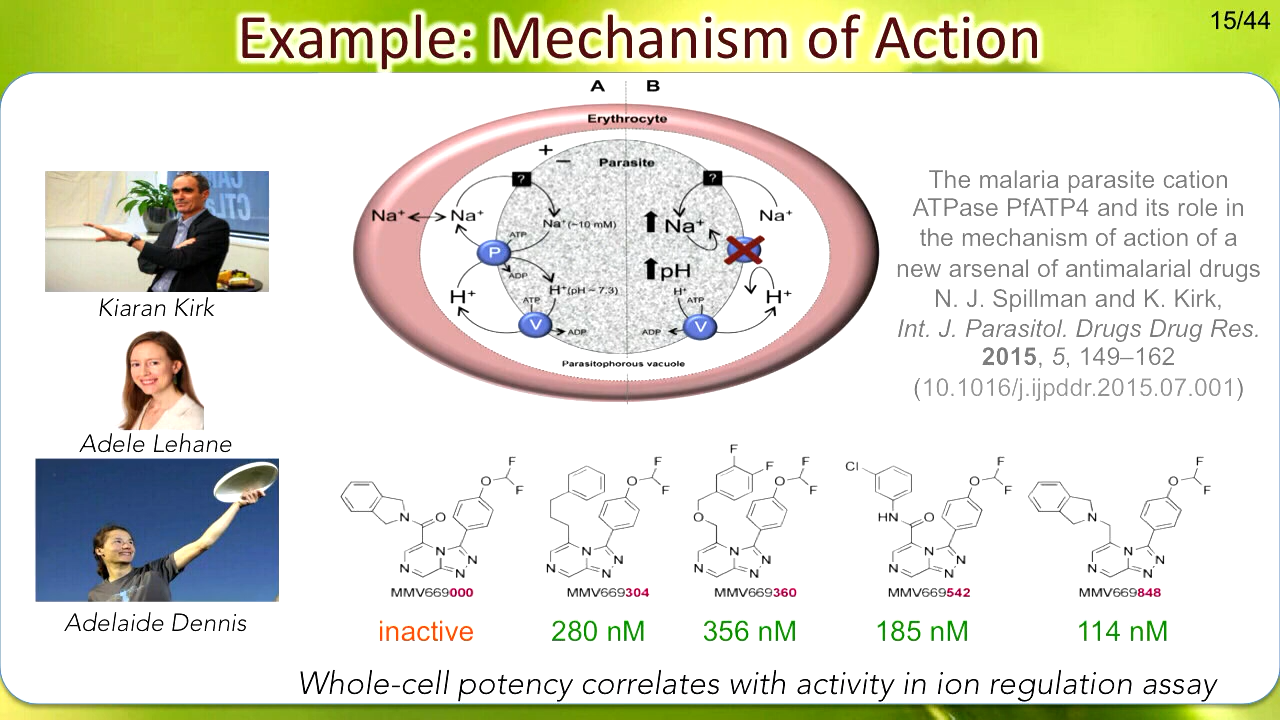 15/44
Example: Mechanism of Action
A B
Erythrocyte
+
−
Parasite
? ?
Na⁺ Na⁺ Na⁺(~10 mM) Na⁺ Na⁺
ATP
P
ADP
pH
H⁺ H⁺(pH ~ 7.3) H⁺ H⁺
ATP ATP
V ADP ADP V
Parasitophorous vacuole
Kiaran Kirk
Adele Lehane
Adelaide Dennis
The malaria parasite cation
ATPase PfATP4 and its role in
the mechanism of action of a
new arsenal of antimalarial drugs
N. J. Spillman and K. Kirk,
Int. J. Parasitol. Drugs Drug Res.
2015, 5, 149–162
(10.1016/j.ijpddr.2015.07.001)
N O O F F N N N N
MMV669000
inactive
O F F N N N N
MMV669304
280 nM
F F O O F F N N N N
MMV669360
356 nM
Cl HN O O F F N N N N
MMV669542
185 nM
N O F F N N N N
MMV669848
114 nM
Whole-cell potency correlates with activity in ion regulation assay